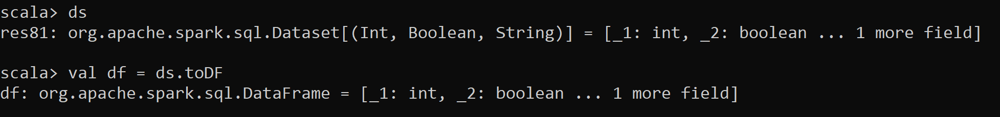 scala> ds
res81: org.apache.spark.sql.Dataset[(Int, Boolean, String)] = [_1: int, _2: boolean ... 1 more field]
scala> val df = ds.toDF
df: org.apache.spark.sql.DataFrame = [_1: int, _2: boolean ... 1 more field]